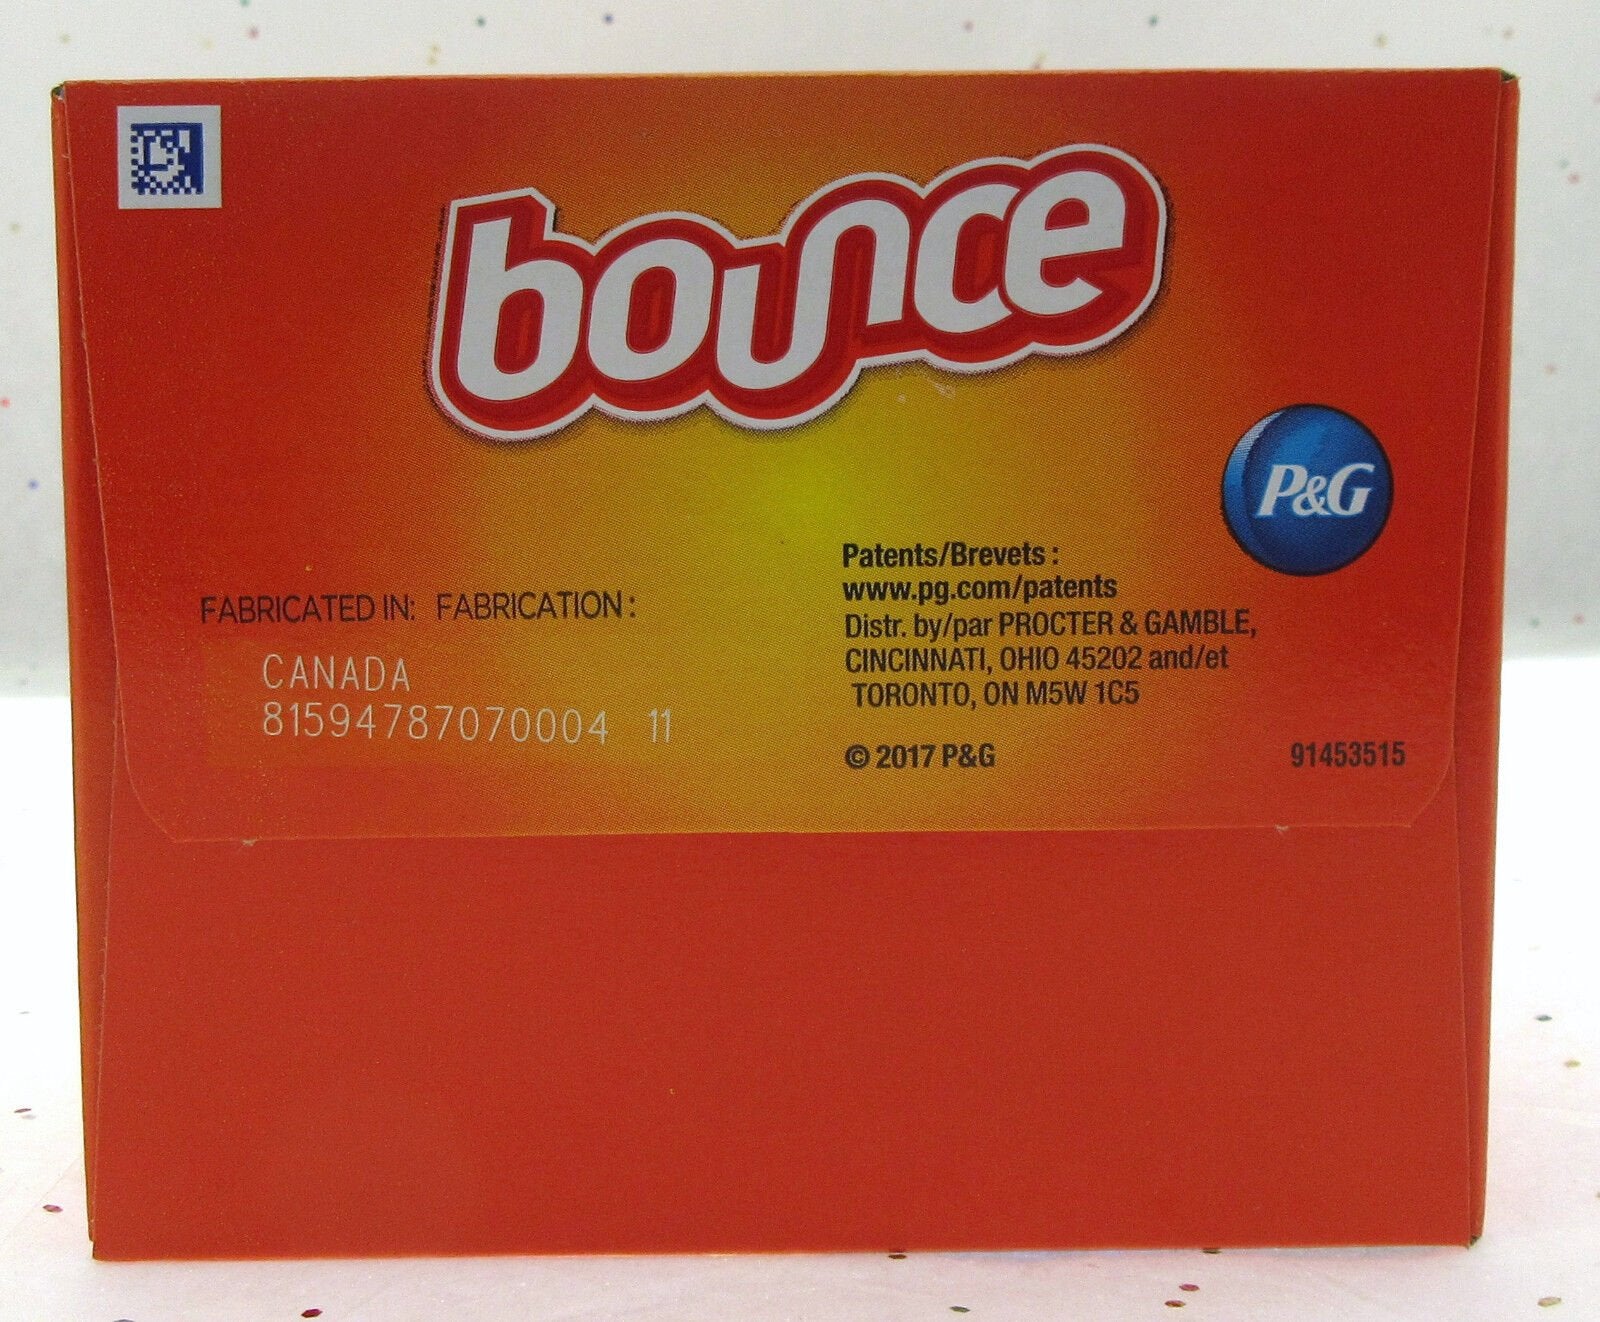 bounce
P&G
Patents/Brevets :
www.pg.com/patents
Distr. by/par PROCTER & GAMBLE,
CINCINNATI, OHIO 45202 and/et
TORONTO, ON M5W 1C5
FABRICATED IN: FABRICATION :
CANADA
81594787070004 11
© 2017 P&G
91453515